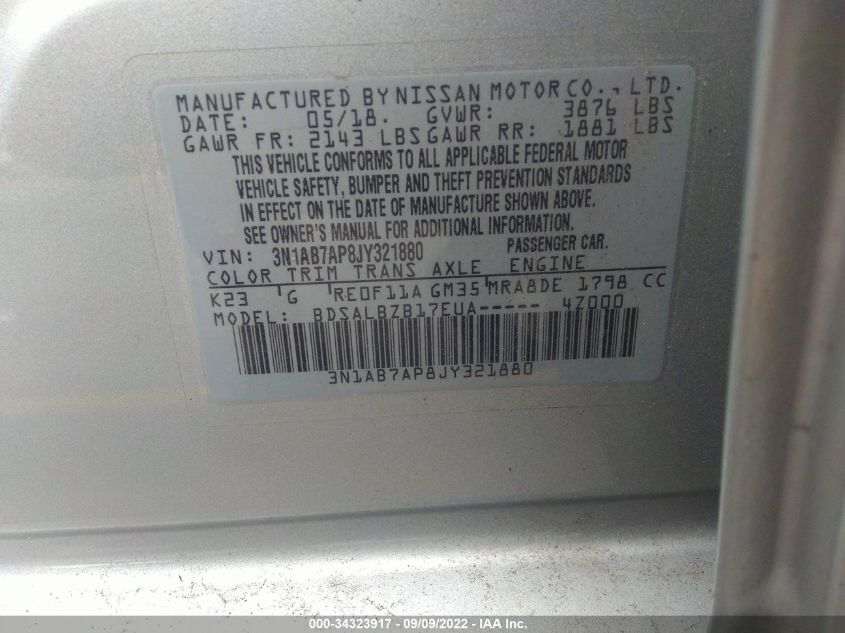 MANUFACTURED BY NISSAN MOTOR CO., LTD.
DATE: 05/18. GVWR: 3876 LBS
GAWR FR: 2143 LBS GAWR RR: 1881 LBS
THIS VEHICLE CONFORMS TO ALL APPLICABLE FEDERAL MOTOR
VEHICLE SAFETY, BUMPER AND THEFT PREVENTION STANDARDS
IN EFFECT ON THE DATE OF MANUFACTURE SHOWN ABOVE.
SEE OWNER'S MANUAL FOR ADDITIONAL INFORMATION.
VIN: 3N1AB7AP8JY321880 PASSENGER CAR.
COLOR TRIM TRANS AXLE ENGINE
K23 'G 'RE0F11A GM35'MRA8DE 1798 CC
MODEL: BDSALBZB17EUA----- 4Z000
3N1AB7AP8JY321880
000-34323917 - 09/09/2022 - IAA Inc.